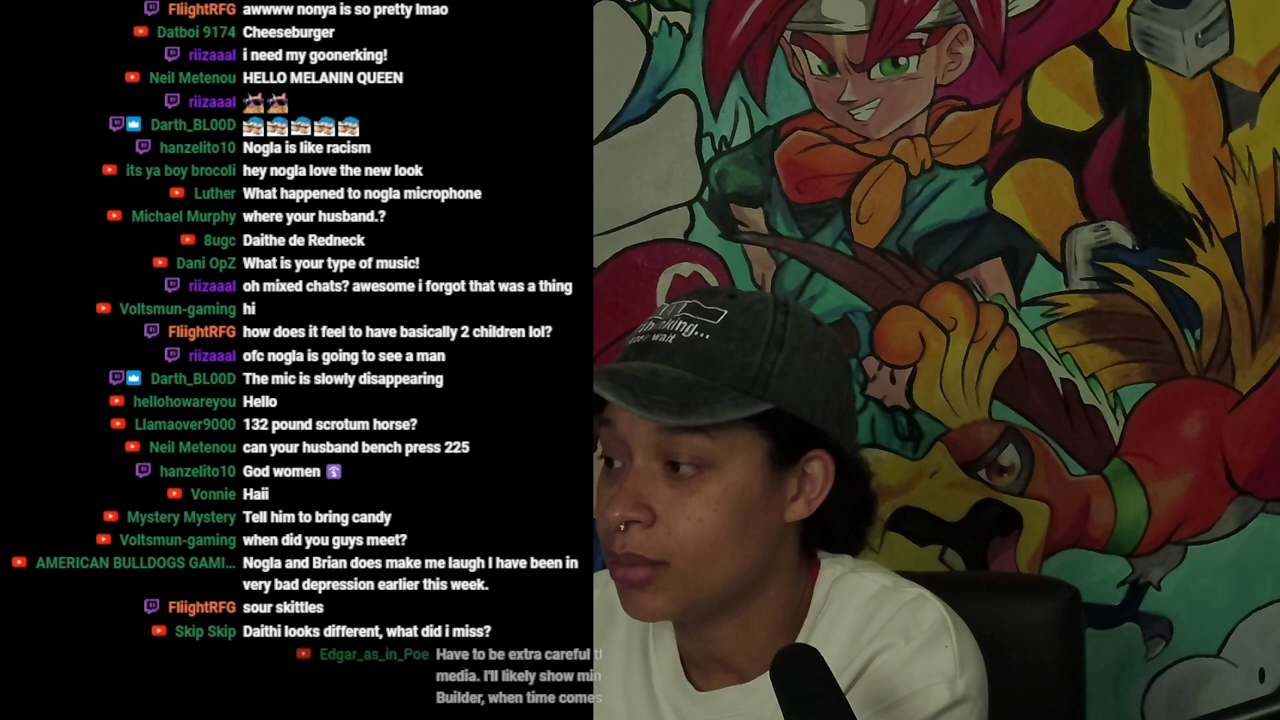 FliightRFG awwww nonya is so pretty lmao
Datboi 9174 Cheeseburger
riizaaal i need my goonerking!
Neil Metenou HELLO MELANIN QUEEN
riizaaal
Darth_BL00D
hanzelito10 Nogla is like racism
its ya boy brocoli hey nogla love the new look
Luther What happened to nogla microphone
Michael Murphy where your husband.?
8ugc Daithe de Redneck
Dani OpZ What is your type of music!
riizaaal oh mixed chats? awesome i forgot that was a thing
Voltsmun-gaming hi
FliightRFG how does it feel to have basically 2 children lol?
riizaaal ofc nogla is going to see a man
Darth_BL00D The mic is slowly disappearing
hellohowareyou Hello
Llamaover9000 132 pound scrotum horse?
Neil Metenou can your husband bench press 225
hanzelito10 God women
Vonnie Haii
Mystery Mystery Tell him to bring candy
Voltsmun-gaming when did you guys meet?
AMERICAN BULLDOGS GAMI... Nogla and Brian does make me laugh I have been in
very bad depression earlier this week.
FliightRFG sour skittles
Skip Skip Daithi looks different, what did i miss?
Edgar_as_in_Poe Have to be extra careful
media. I'll likely show
Builder, when time comes
wait